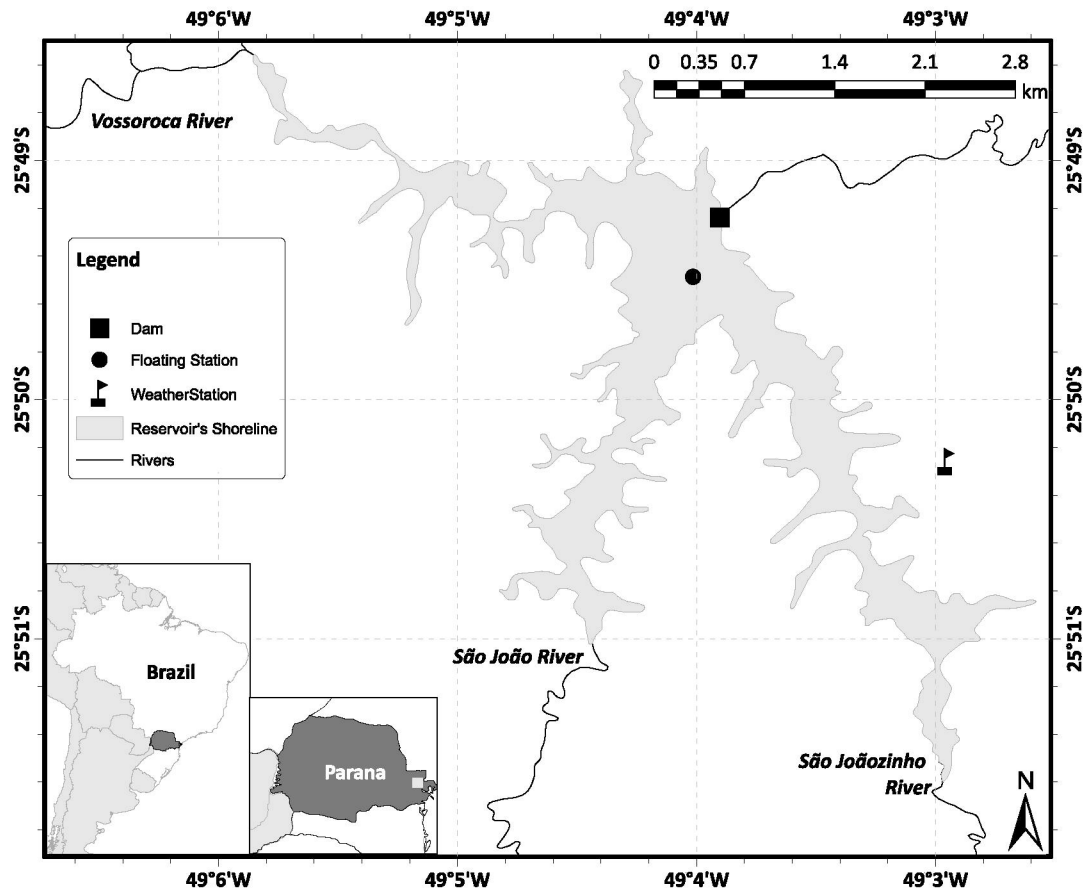 49°6'W 49°5'W 49°4'W 49°3'W
0 0.35 0.7 1.4 2.1 2.8
km
Vossoroca River
25°49'S
25°49'S
Legend
Dam
Floating Station
WeatherStation
Reservoir's Shoreline
Rivers
25°50'S
25°50'S
25°51'S
25°51'S
São João River
Brazil
Parana
São Joãozinho
River
N
49°6'W 49°5'W 49°4'W 49°3'W